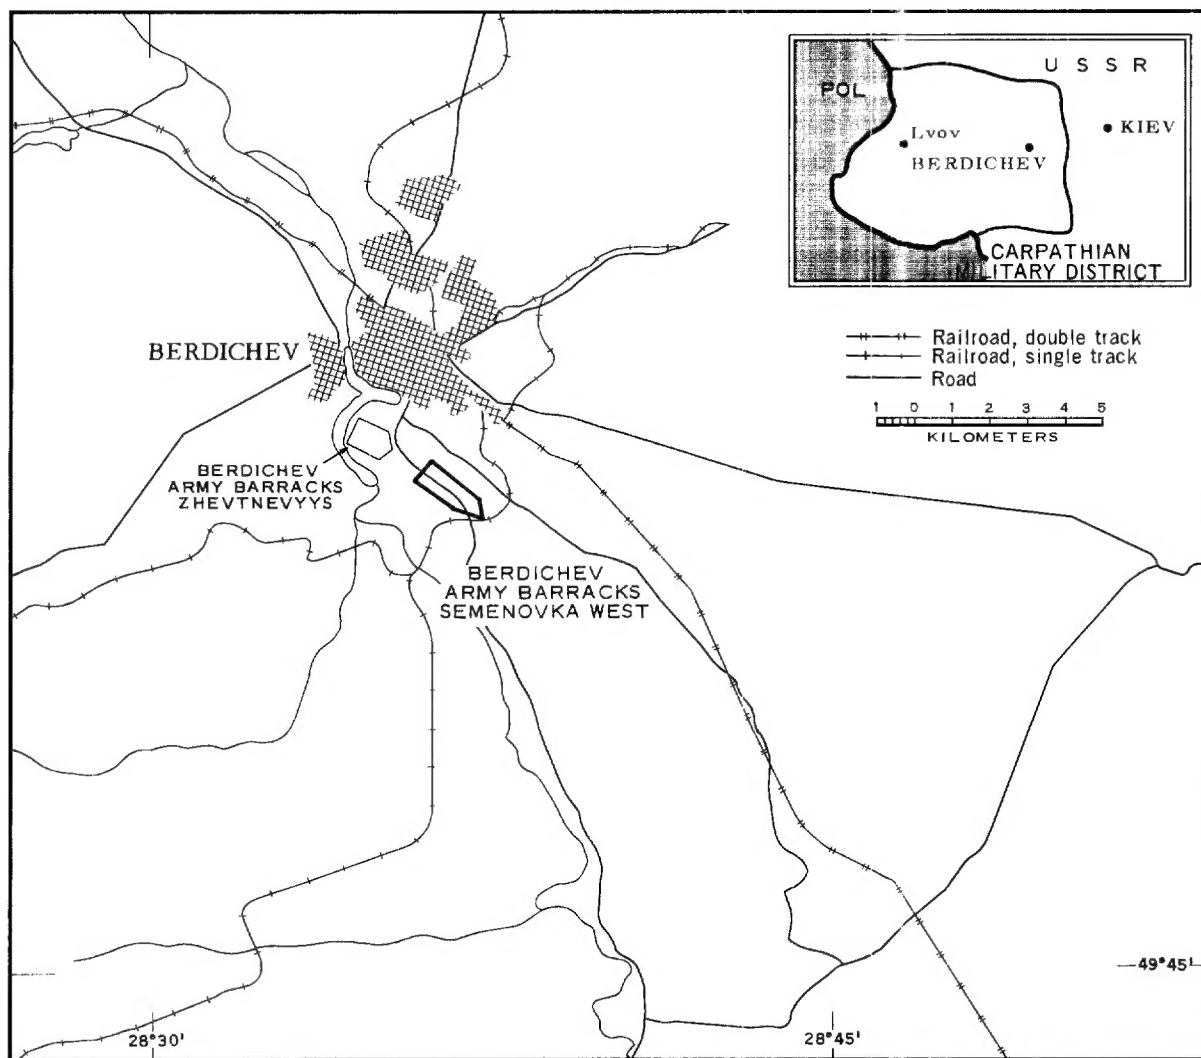 U S S R
POL
KIEV
Lvov
BERDICHEV
CARPATHIAN
MILITARY DISTRICT
Railroad, double track
Railroad, single track
Road
1 0 1 2 3 4 5
KILOMETERS
BERDICHEV
BERDICHEV
ARMY BARRACKS
ZHEVTNEVYYS
BERDICHEV
ARMY BARRACKS
SEMENOVKA WEST
49°45'
28°30'
28°45'